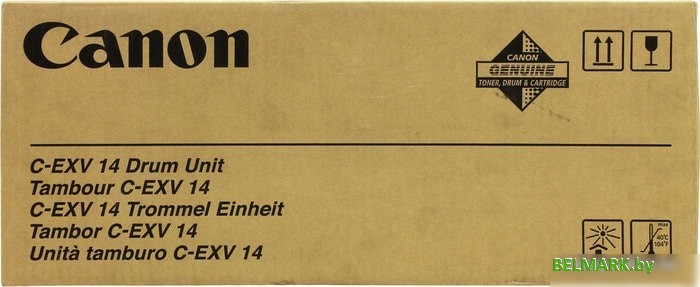 Canon
CANON
GENUINE
TONER, DRUM & CARTRIDGE
C-EXV 14 Drum Unit
Tambour C-EXV 14
C-EXV 14 Trommel Einheit
Tambor C-EXV 14
Unità tamburo C-EXV 14
max
40°C
104°F
BELMARK.by